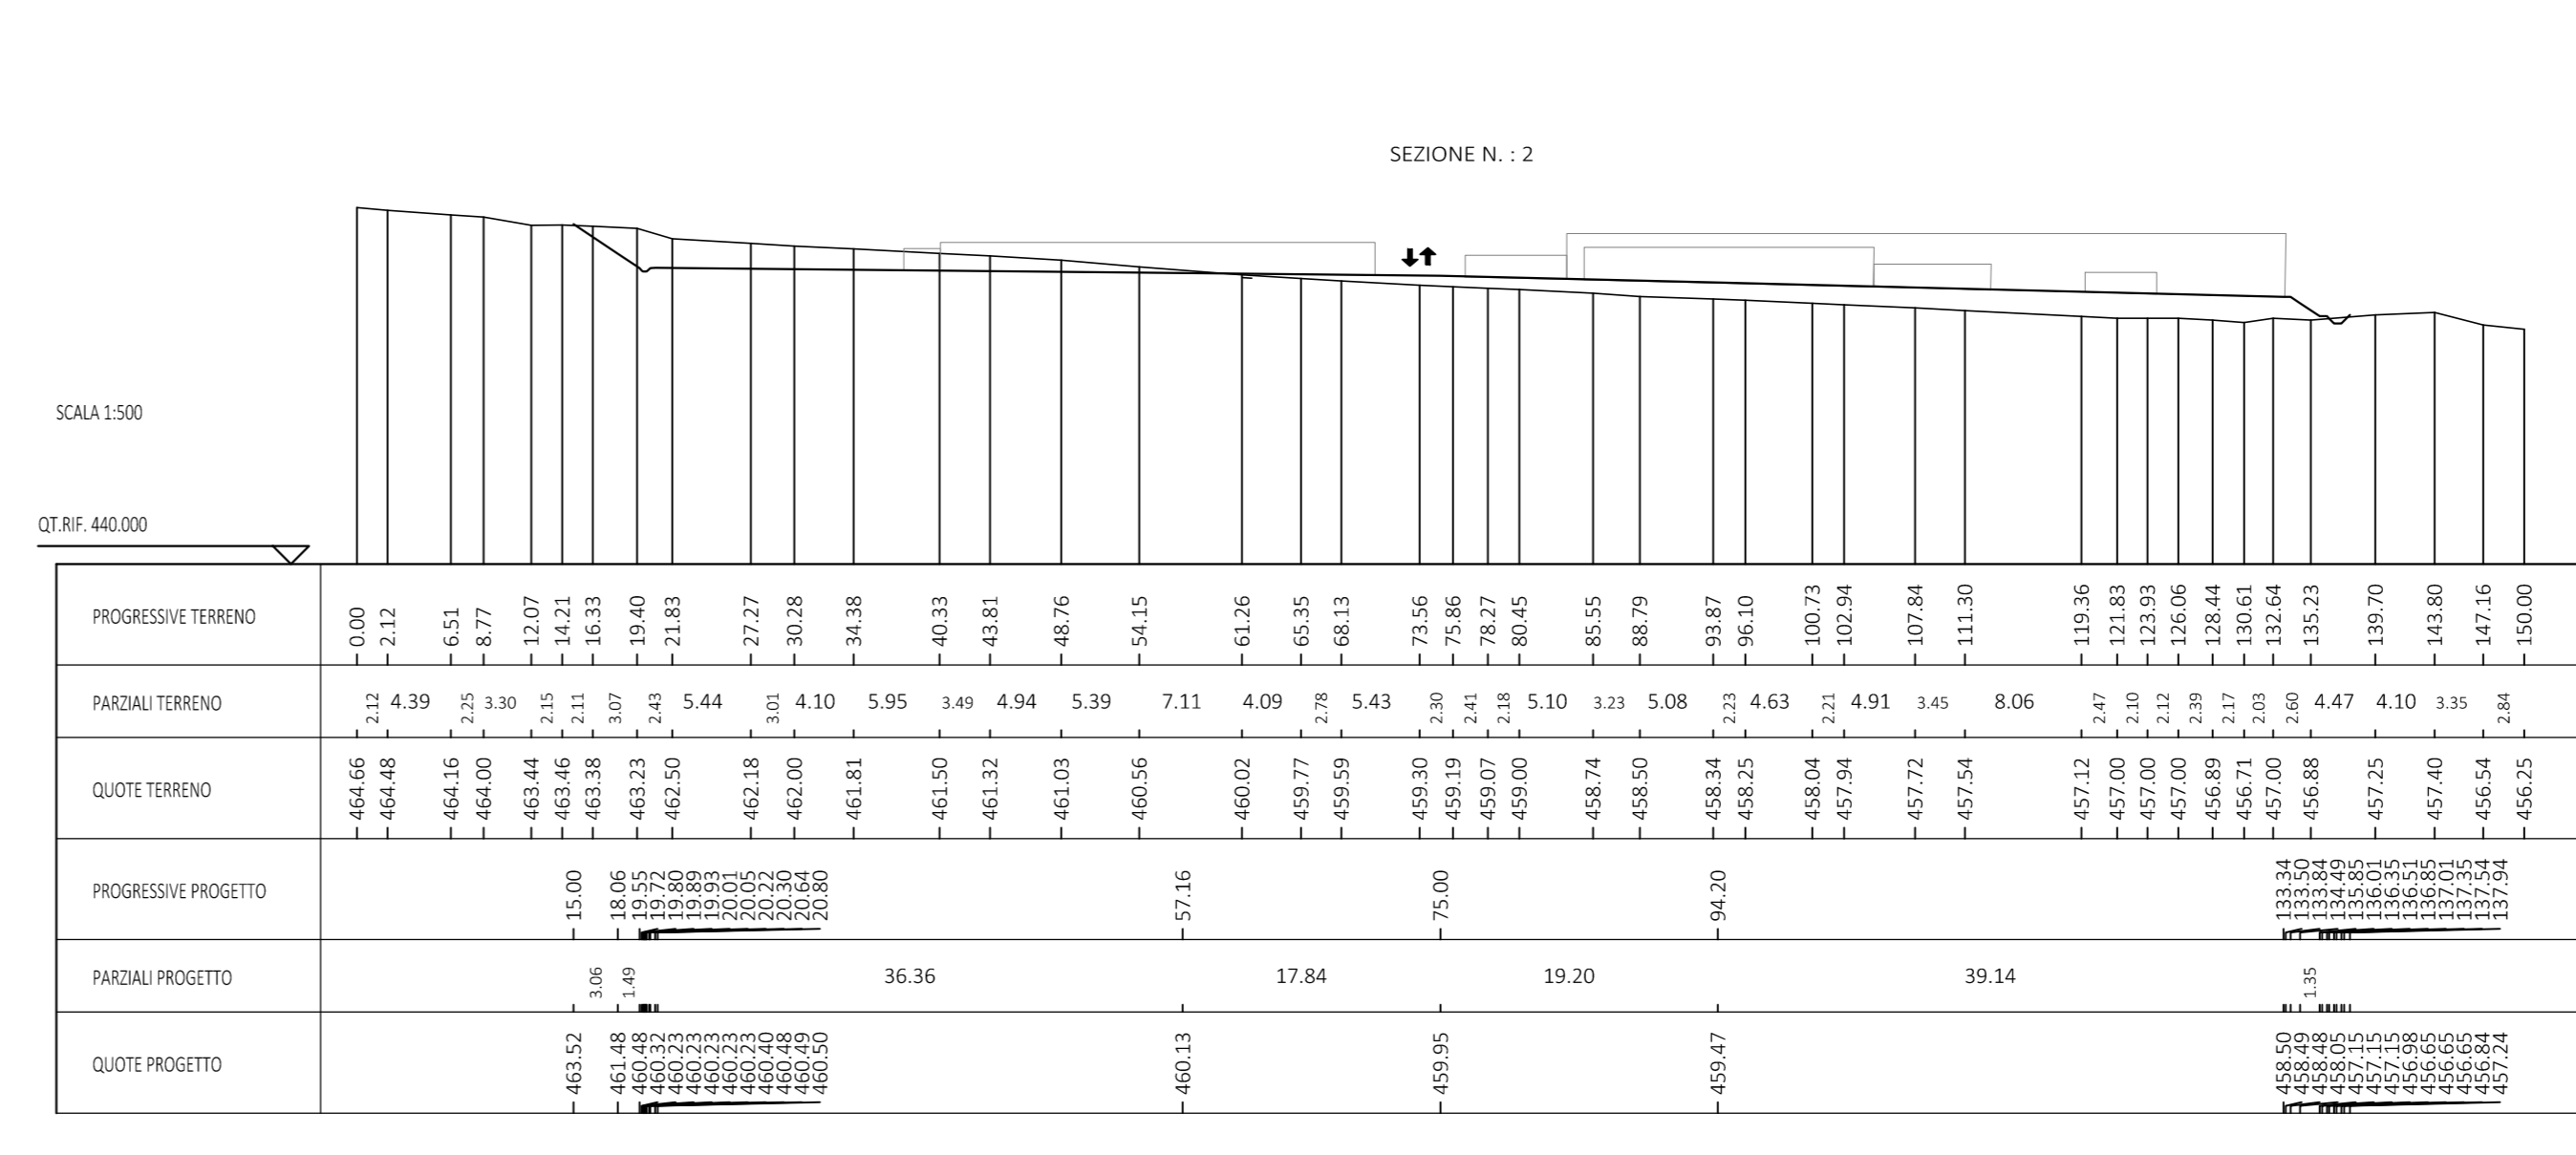 SEZIONE N. : 2
SCALA 1:500
QT.RIF. 440.000
PROGRESSIVE TERRENO 0.00 2.12 6.51 8.77 12.07 14.21 16.33 19.40 21.83 27.27 30.28 34.38 40.33 43.81 48.76 54.15 61.26 65.35 68.13 73.56 75.86 78.27 80.45 85.55 88.79 93.87 96.10 100.73 102.94 107.84 111.30 119.36 121.83 123.93 126.06 128.44 130.61 132.64 135.23 139.70 143.80 147.16 150.00
PARZIALI TERRENO 2.12 4.39 2.25 3.30 2.15 2.11 3.07 2.43 5.44 3.01 4.10 5.95 3.49 4.94 5.39 7.11 4.09 2.78 5.43 2.30 2.41 2.18 5.10 3.23 5.08 2.23 4.63 2.21 4.91 3.45 8.06 2.47 2.10 2.12 2.39 2.17 2.03 2.60 4.47 4.10 3.35 2.84
QUOTE TERRENO 464.66 464.48 464.16 464.00 463.44 463.46 463.38 463.23 462.50 462.18 462.00 461.81 461.50 461.32 461.03 460.56 460.02 459.77 459.59 459.30 459.19 459.07 459.00 458.74 458.50 458.34 458.25 458.04 457.94 457.72 457.54 457.12 457.00 457.00 457.00 456.89 456.71 457.00 456.88 457.25 457.40 456.54 456.25
PROGRESSIVE PROGETTO 15.00 18.06 19.55 19.72 19.80 19.89 19.93 20.01 20.05 20.22 20.30 20.64 20.80 57.16 75.00 94.20 133.34 133.50 133.84 134.49 135.85 136.01 136.35 136.51 136.85 137.01 137.35 137.54 137.94
PARZIALI PROGETTO 3.06 1.49 36.36 17.84 19.20 39.14 1.35
QUOTE PROGETTO 463.52 461.48 460.48 460.32 460.23 460.23 460.23 460.23 460.23 460.40 460.48 460.49 460.50 460.13 459.95 459.47 458.50 458.49 458.48 458.05 457.15 457.15 457.15 456.98 456.65 456.65 456.65 456.84 457.24